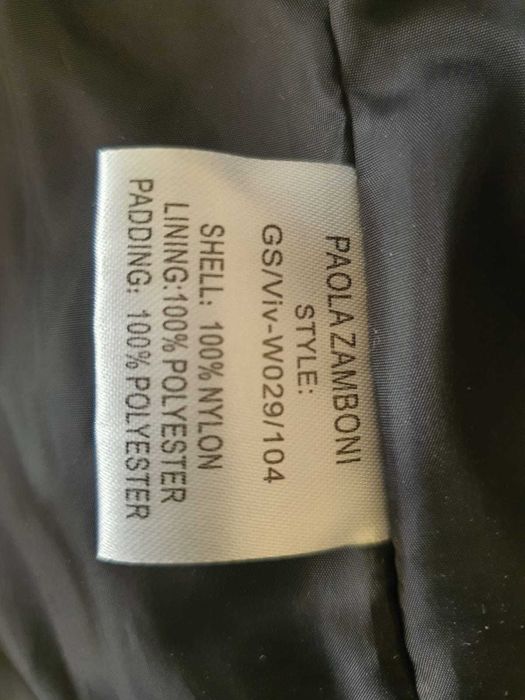 PAOLA ZAMBONI
STYLE:
GS/Viv-W029/104
SHELL: 100% NYLON
LINING:100% POLYESTER
PADDING: 100% POLYESTER